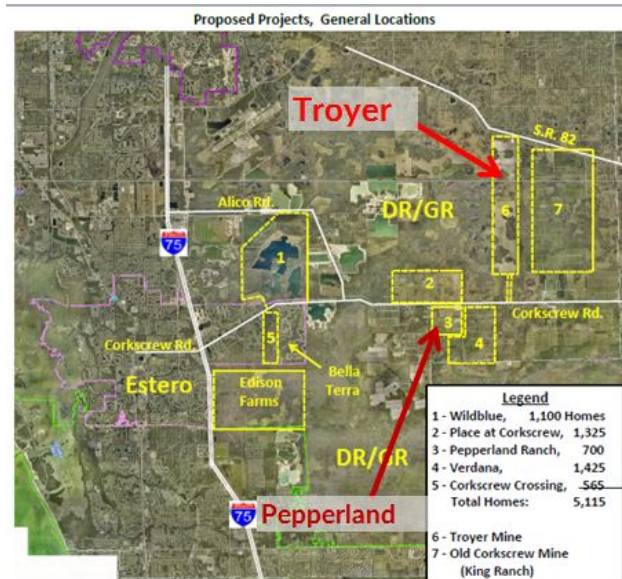 Proposed Projects, General Locations
Troyer
S.R. 82
Alico Rd.
DR/GR
6
7
75
1
2
Corkscrew Rd.
3
4
Corkscrew Rd.
5
Bella
Terra
Estero
Edison
Farms
DR/GR
75
Pepperland
Legend
1 - Wildblue, 1,100 Homes
2 - Place at Corkscrew, 1,325
3 - Pepperland Ranch, 700
4 - Verdana, 1,425
5 - Corkscrew Crossing, 565
Total Homes: 5,115
6 - Troyer Mine
7 - Old Corkscrew Mine
(King Ranch)